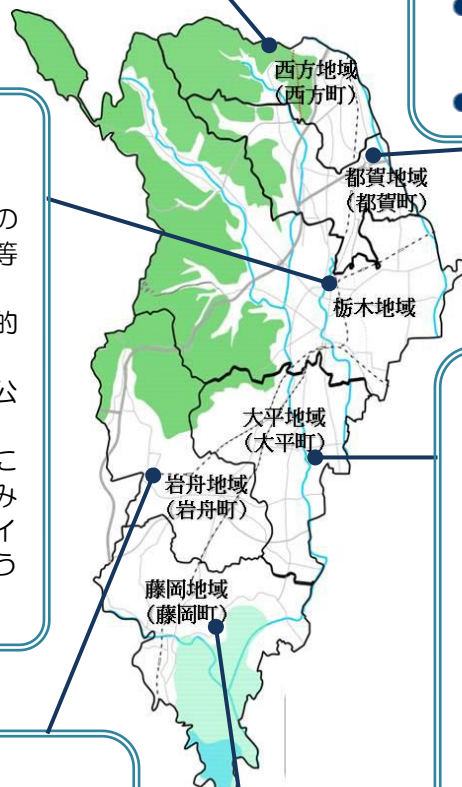 西方地域
（西方町）
都賀地域
（都賀町）
の
等
栃木地域
的
公
大平地域
（大平町）
に
み
イ
う
岩舟地域
（岩舟町）
藤岡地域
（藤岡町）